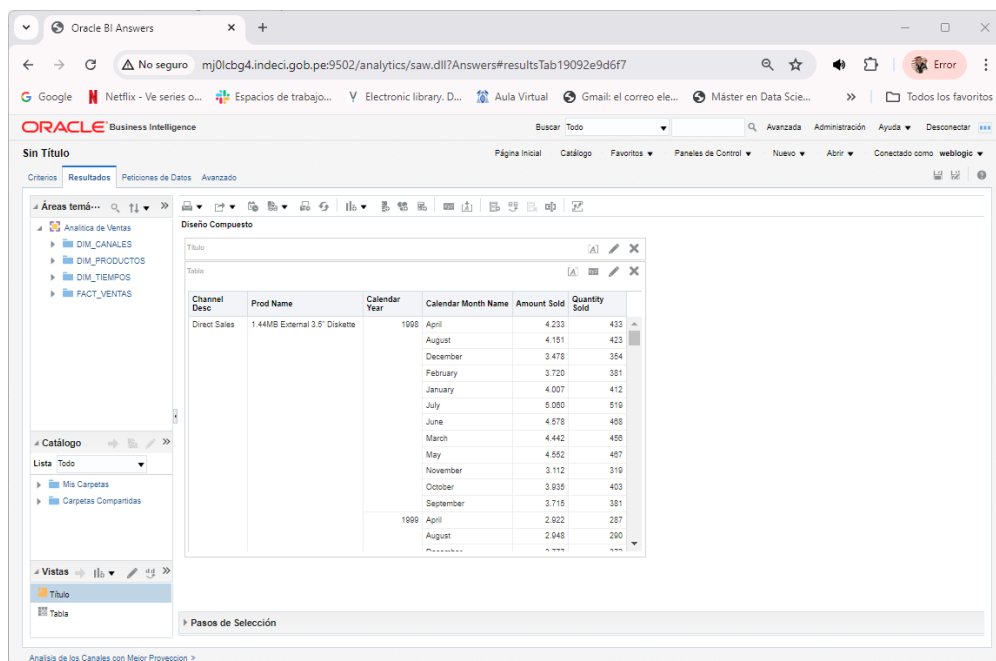 Oracle BI Answers
No seguro mj0lcbg4.indeci.gob.pe:9502/analytics/saw.dll?Answers#resultsTab19092e9d6f7 Error
Google Netflix - Ve series o... Espacios de trabajo... Electronic library. D... Aula Virtual Gmail: el correo ele... Máster en Data Scie... » Todos los favoritos
ORACLE Business Intelligence Buscar Todo Avanzada Administración Ayuda Desconectar
Sin Título Página Inicial Catálogo Favoritos Paneles de Control Nuevo Abrir Conectado como weblogic
Criterios Resultados Peticiones de Datos Avanzado
Áreas temá... »
Diseño Compuesto
Analítica de Ventas
DIM_CANALES
DIM_PRODUCTOS
DIM_TIEMPOS
FACT_VENTAS
Título
Tabla
Channel Desc Prod Name Calendar Year Calendar Month Name Amount Sold Quantity Sold
Direct Sales 1.44MB External 3.5" Diskette 1998 April 4.233 433
August 4.151 423
December 3.478 354
February 3.720 381
January 4.007 412
July 5.060 519
June 4.578 468
March 4.442 456
May 4.552 467
November 3.112 319
October 3.935 403
September 3.715 381
1999 April 2.922 287
August 2.948 290
Catálogo »
Lista Todo
Mis Carpetas
Carpetas Compartidas
Vistas »
Título
Tabla
Pasos de Selección
Analisis de los Canales con Mejor Proyeccion >